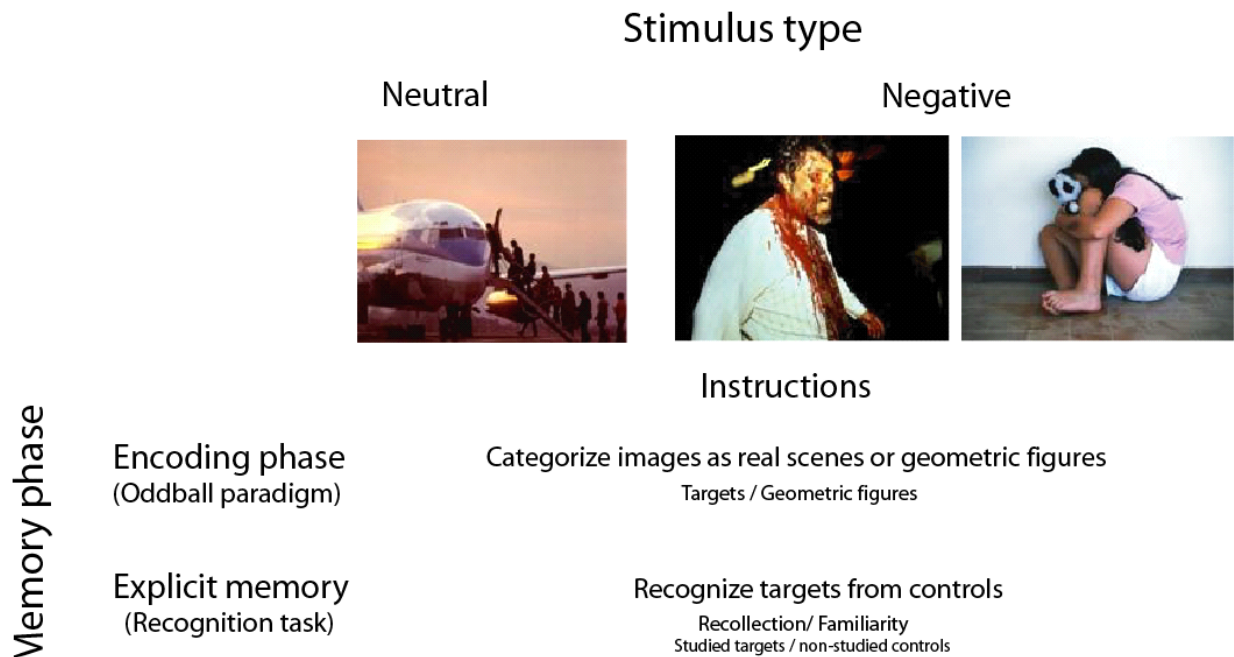 Stimulus type
Neutral
Negative
Instructions
Memory phase
Encoding phase
(Oddball paradigm)
Categorize images as real scenes or geometric figures
Targets / Geometric figures
Explicit memory
(Recognition task)
Recognize targets from controls
Recollection/ Familiarity
Studied targets / non-studied controls